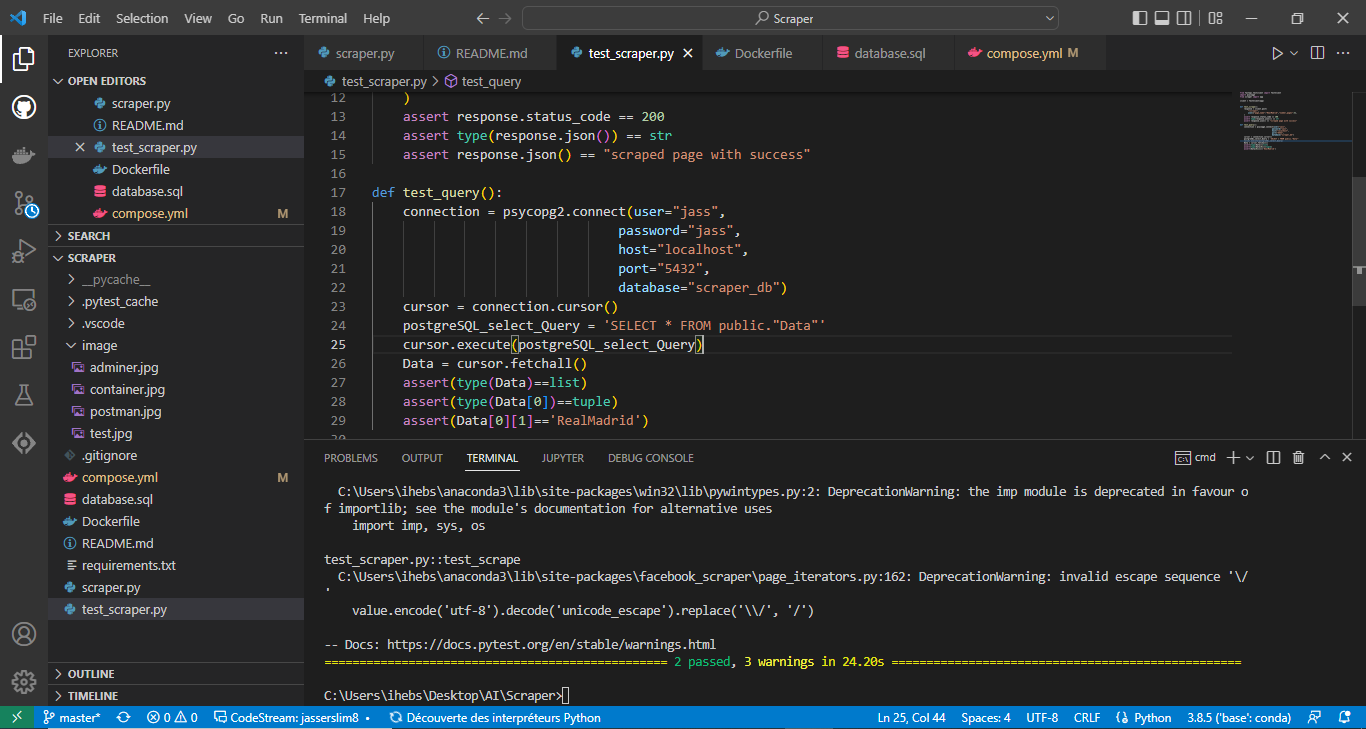 File Edit Selection View Go Run Terminal Help
Scraper
EXPLORER
OPEN EDITORS
scraper.py
README.md
test_scraper.py
Dockerfile
database.sql
compose.yml M
SEARCH
SCRAPER
__pycache__
.pytest_cache
.vscode
image
adminer.jpg
container.jpg
postman.jpg
test.jpg
.gitignore
compose.yml M
database.sql
Dockerfile
README.md
requirements.txt
scraper.py
test_scraper.py
OUTLINE
TIMELINE
scraper.py README.md test_scraper.py Dockerfile database.sql compose.yml M
test_scraper.py > test_query
12 )
13 assert response.status_code == 200
14 assert type(response.json()) == str
15 assert response.json() == "scraped page with success"
16
17 def test_query():
18 connection = psycopg2.connect(user="jass",
19 password="jass",
20 host="localhost",
21 port="5432",
22 database="scraper_db")
23 cursor = connection.cursor()
24 postgreSQL_select_Query = 'SELECT * FROM public."Data"'
25 cursor.execute(postgreSQL_select_Query)
26 Data = cursor.fetchall()
27 assert(type(Data)==list)
28 assert(type(Data[0])==tuple)
29 assert(Data[0][1]=='RealMadrid')
30
PROBLEMS OUTPUT TERMINAL JUPYTER DEBUG CONSOLE
cmd
C:\Users\ihebs\anaconda3\lib\site-packages\win32\lib\pywintypes.py:2: DeprecationWarning: the imp module is deprecated in favour o
f importlib; see the module's documentation for alternative uses
import imp, sys, os
test_scraper.py::test_scrape
C:\Users\ihebs\anaconda3\lib\site-packages\facebook_scraper\page_iterators.py:162: DeprecationWarning: invalid escape sequence '\/
'
value.encode('utf-8').decode('unicode_escape').replace('\\/', '/')
-- Docs: https://docs.pytest.org/en/stable/warnings.html
================================================= 2 passed, 3 warnings in 24.20s ==================================================
C:\Users\ihebs\Desktop\AI\Scraper>
master* 0 0 CodeStream: jasserslim8 • Découverte des interpréteurs Python Ln 25, Col 44 Spaces: 4 UTF-8 CRLF Python 3.8.5 ('base': conda)